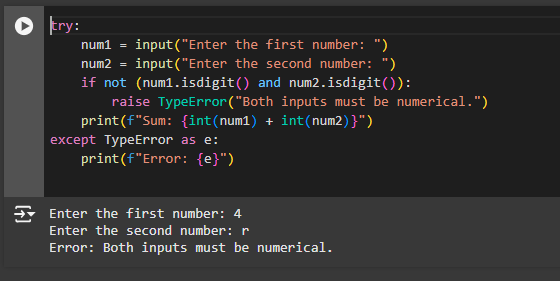 try:
    num1 = input("Enter the first number: ")
    num2 = input("Enter the second number: ")
    if not (num1.isdigit() and num2.isdigit()):
        raise TypeError("Both inputs must be numerical.")
    print(f"Sum: {int(num1) + int(num2)}")
except TypeError as e:
    print(f"Error: {e}")
Enter the first number: 4
Enter the second number: r
Error: Both inputs must be numerical.